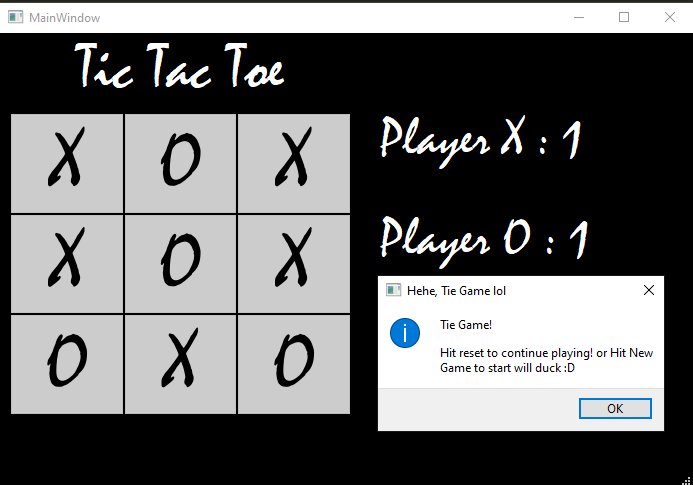 MainWindow
Tic Tac Toe
X O X
X O X
O X O
Player X : 1
Player O : 1
Hehe, Tie Game lol
Tie Game!
Hit reset to continue playing! or Hit New
Game to start will duck :D
OK